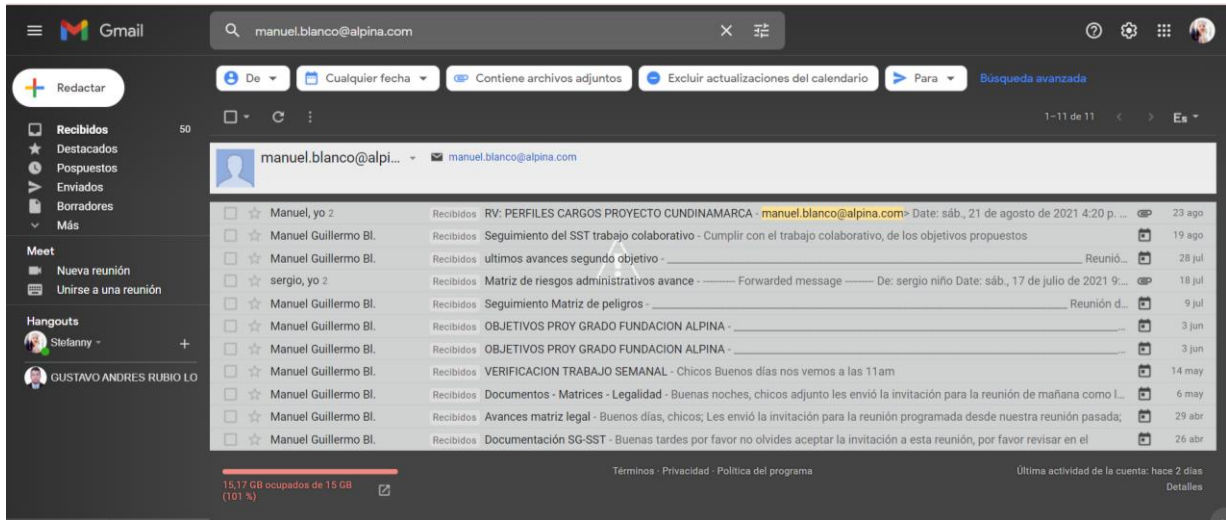 Gmail
manuel.blanco@alpina.com
De
Cualquier fecha
Contiene archivos adjuntos
Excluir actualizaciones del calendario
Para
Búsqueda avanzada
Redactar
1–11 de 11
Es
Recibidos 50
Destacados
Pospuestos
Enviados
Borradores
Más
Meet
Nueva reunión
Unirse a una reunión
Hangouts
Stefanny
GUSTAVO ANDRES RUBIO LO
manuel.blanco@alpi... manuel.blanco@alpina.com
Manuel, yo 2 Recibidos RV: PERFILES CARGOS PROYECTO CUNDINAMARCA - manuel.blanco@alpina.com> Date: sáb., 21 de agosto de 2021 4:20 p. ... 23 ago
Manuel Guillermo Bl. Recibidos Seguimiento del SST trabajo colaborativo - Cumplir con el trabajo colaborativo, de los objetivos propuestos 19 ago
Manuel Guillermo Bl. Recibidos ultimos avances segundo objetivo - Reunió... 28 jul
sergio, yo 2 Recibidos Matriz de riesgos administrativos avance - ---------- Forwarded message --------- De: sergio niño Date: sáb., 17 de julio de 2021 9:... 18 jul
Manuel Guillermo Bl. Recibidos Seguimiento Matriz de peligros - Reunión d... 9 jul
Manuel Guillermo Bl. Recibidos OBJETIVOS PROY GRADO FUNDACION ALPINA - ... 3 jun
Manuel Guillermo Bl. Recibidos OBJETIVOS PROY GRADO FUNDACION ALPINA - ... 3 jun
Manuel Guillermo Bl. Recibidos VERIFICACION TRABAJO SEMANAL - Chicos Buenos días nos vemos a las 11am 14 may
Manuel Guillermo Bl. Recibidos Documentos - Matrices - Legalidad - Buenas noches, chicos adjunto les envió la invitación para la reunión de mañana como l... 6 may
Manuel Guillermo Bl. Recibidos Avances matriz legal - Buenos días, chicos; Les envió la invitación para la reunión programada desde nuestra reunión pasada; 29 abr
Manuel Guillermo Bl. Recibidos Documentación SG-SST - Buenas tardes por favor no olvides aceptar la invitación a esta reunión, por favor revisar en el 26 abr
15,17 GB ocupados de 15 GB
(101 %)
Términos · Privacidad · Política del programa
Última actividad de la cuenta: hace 2 días
Detalles